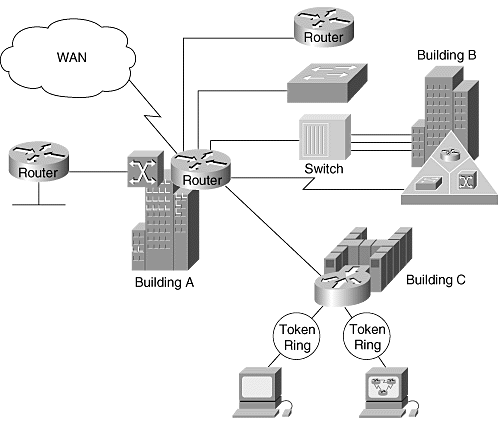 Router
WAN
Building B
Router
Router
Switch
Building A
Building C
Token
Ring
Token
Ring